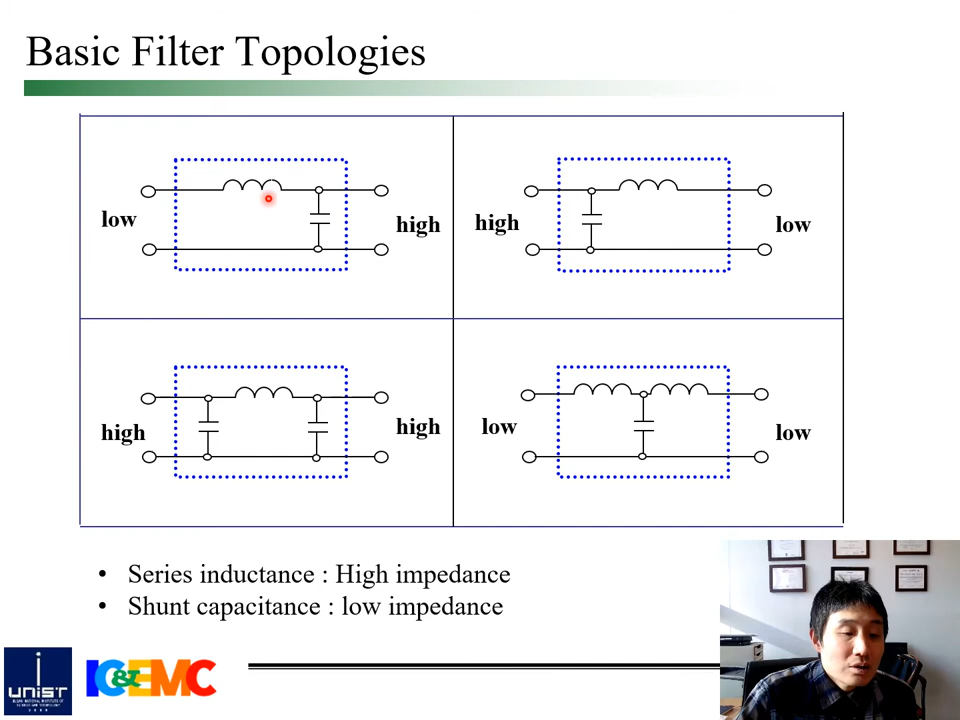 Basic Filter Topologies
low
high
high
low
high
high
low
low
• Series inductance : High impedance
• Shunt capacitance : low impedance
UNIST
IC&EMC